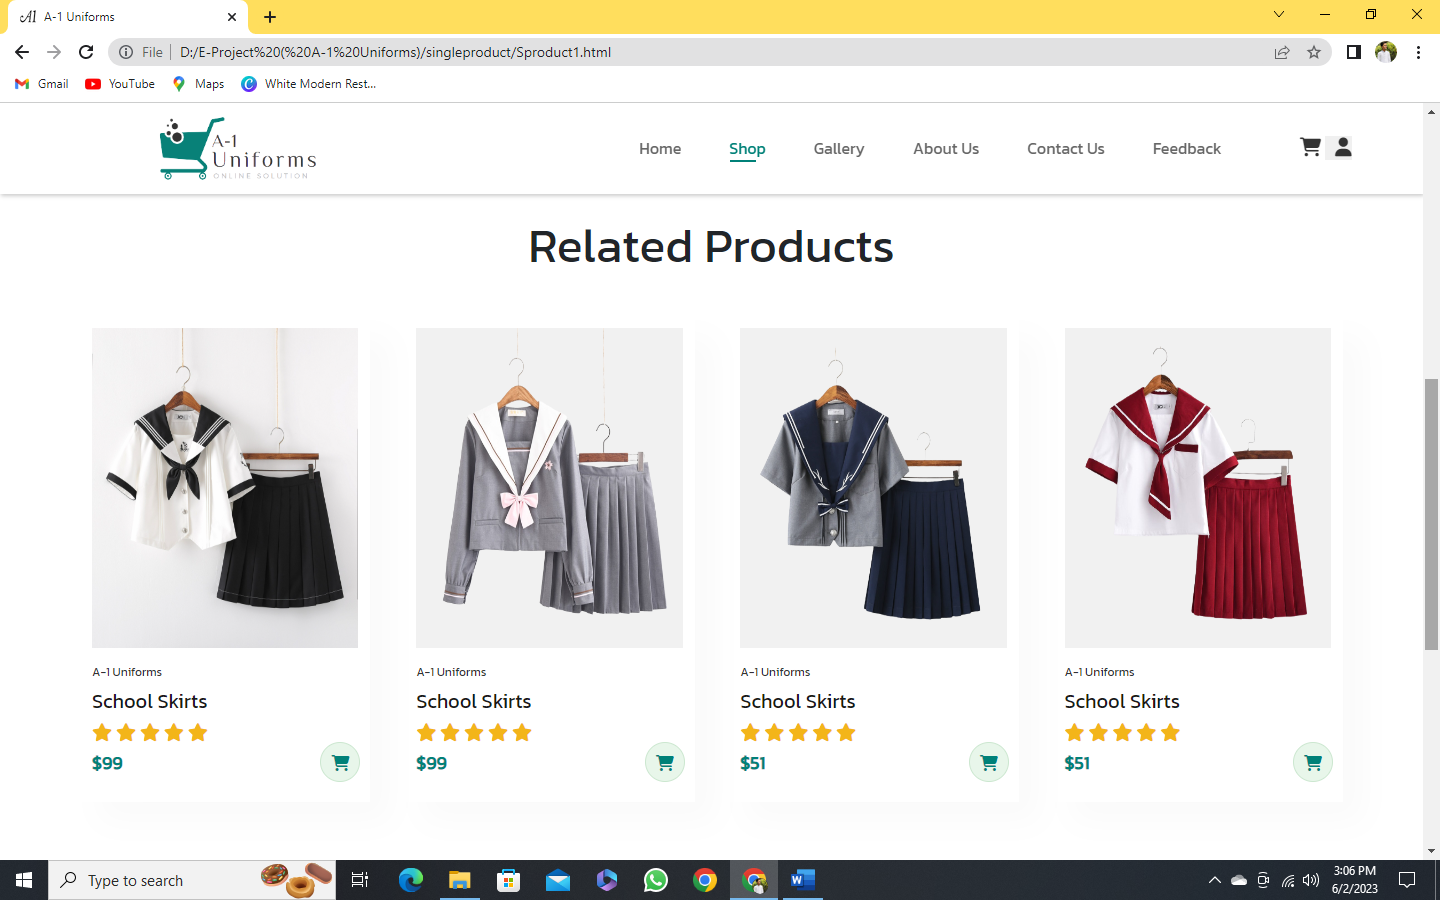 A-1 Uniforms
File
D:/E-Project%20(%20A-1%20Uniforms)/singleproduct/Sproduct1.html
Gmail
YouTube
Maps
White Modern Rest...
A-1
Uniforms
ONLINE SOLUTION
Home
Shop
Gallery
About Us
Contact Us
Feedback
Related Products
A-1 Uniforms
School Skirts
$99
A-1 Uniforms
School Skirts
$99
A-1 Uniforms
School Skirts
$51
A-1 Uniforms
School Skirts
$51
Type to search
3:06 PM
6/2/2023